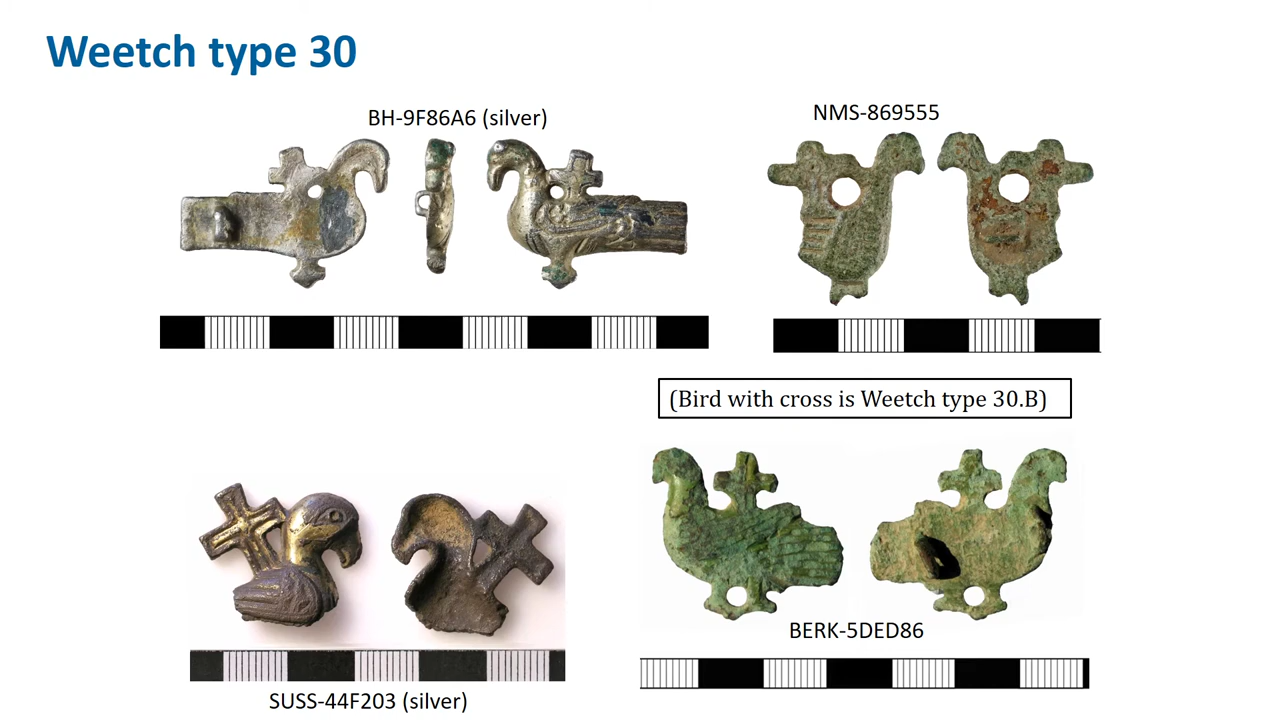 Weetch type 30
BH-9F86A6 (silver)
NMS-869555
(Bird with cross is Weetch type 30.B)
BERK-5DED86
SUSS-44F203 (silver)